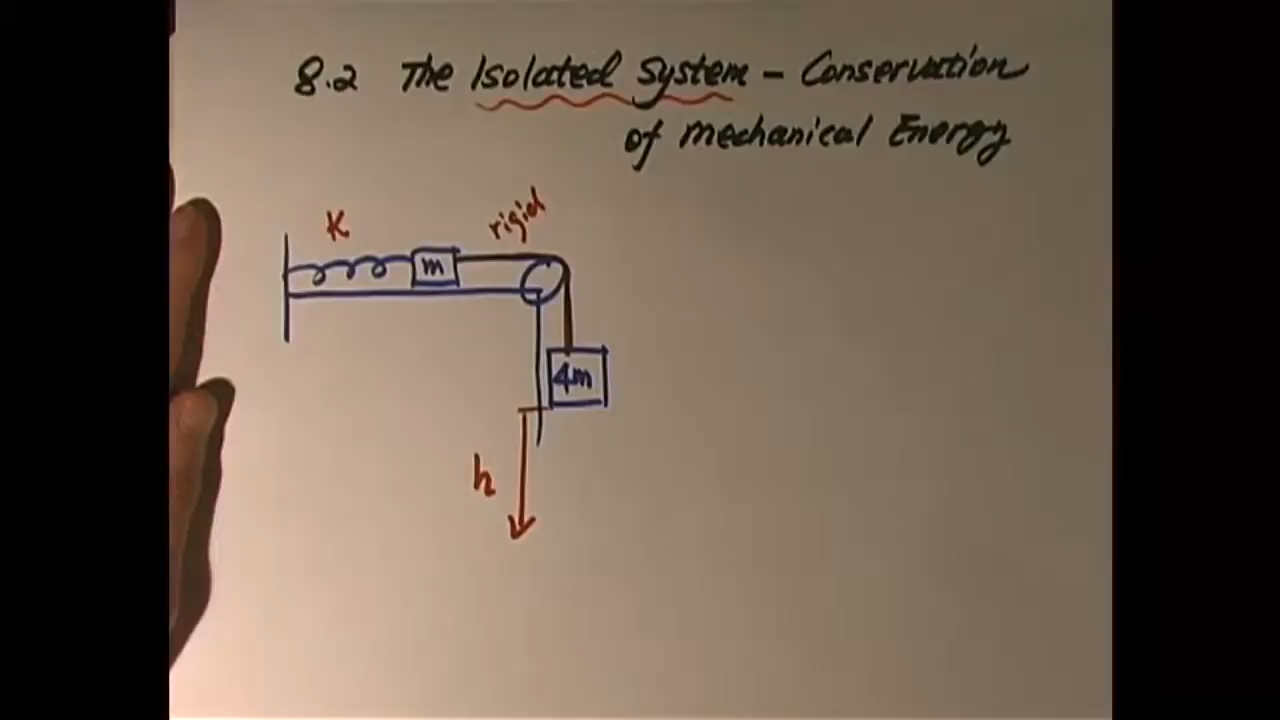 8.2 The Isolated System - Conservation
of Mechanical Energy
K
rigid
m
4m
h